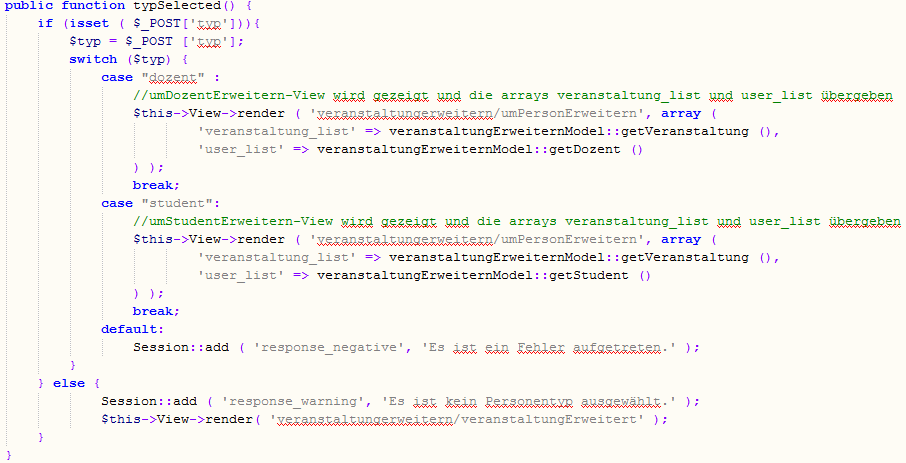 public function typSelected() {
if (isset ( $_POST['typ'])){
$typ = $_POST ['typ'];
switch ($typ) {
case "dozent" :
//umDozentErweitern-View wird gezeigt und die arrays veranstaltung_list und user_list übergeben
$this->View->render ( 'veranstaltungerweitern/umPersonErweitern', array (
'veranstaltung_list' => veranstaltungErweiternModel::getVeranstaltung (),
'user_list' => veranstaltungErweiternModel::getDozent ()
) );
break;
case "student":
//umStudentErweitern-View wird gezeigt und die arrays veranstaltung_list und user_list übergeben
$this->View->render ( 'veranstaltungerweitern/umPersonErweitern', array (
'veranstaltung_list' => veranstaltungErweiternModel::getVeranstaltung (),
'user_list' => veranstaltungErweiternModel::getStudent ()
) );
break;
default:
Session::add ( 'response_negative', 'Es ist ein Fehler aufgetreten.' );
}
} else {
Session::add ( 'response_warning', 'Es ist kein Personentyp ausgewählt.' );
$this->View->render( 'veranstaltungerweitern/veranstaltungErweitert' );
}
}